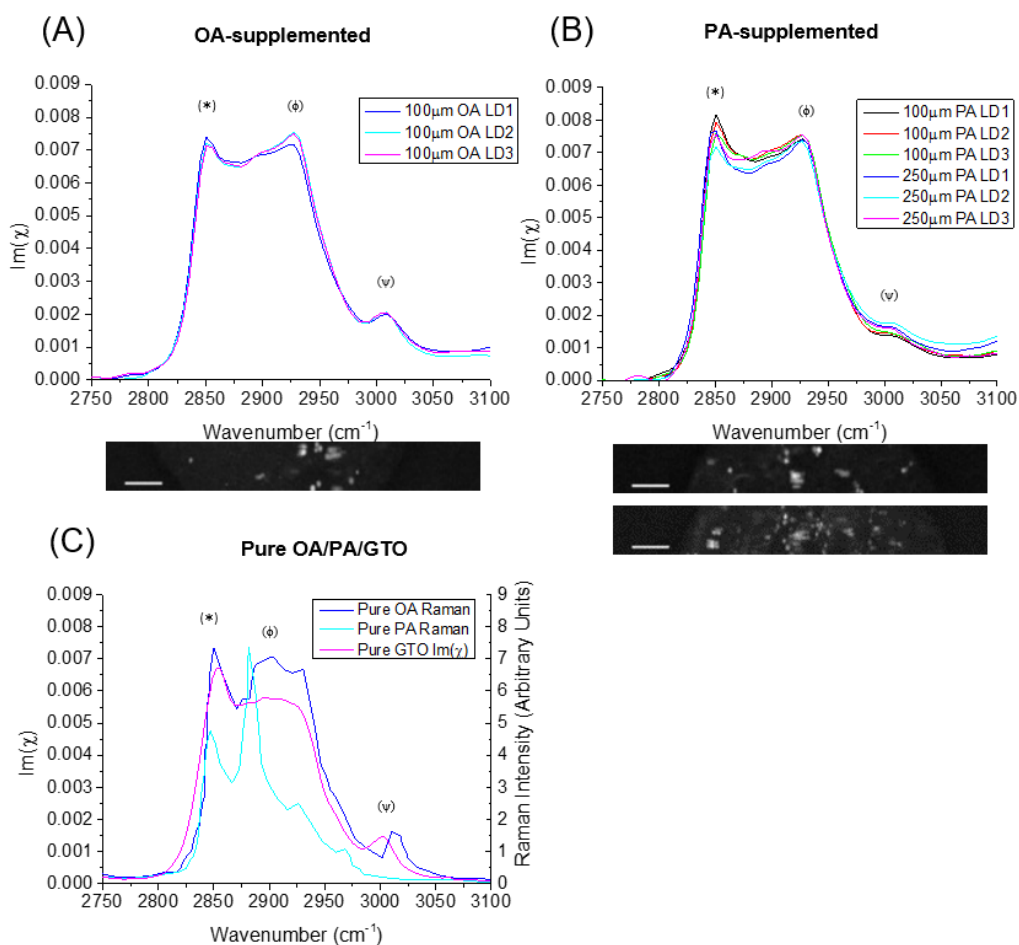 (A)
OA-supplemented
0.009
0.008
0.007
0.006
0.005
0.004
0.003
0.002
0.001
0.000
Im(χ)
(*)
(ϕ)
(ψ)
100μm OA LD1
100μm OA LD2
100μm OA LD3
2750 2800 2850 2900 2950 3000 3050 3100
Wavenumber (cm⁻¹)
(B)
PA-supplemented
0.009
0.008
0.007
0.006
0.005
0.004
0.003
0.002
0.001
0.000
Im(χ)
(*)
(ϕ)
(ψ)
100μm PA LD1
100μm PA LD2
100μm PA LD3
250μm PA LD1
250μm PA LD2
250μm PA LD3
2750 2800 2850 2900 2950 3000 3050 3100
Wavenumber (cm⁻¹)
(C)
Pure OA/PA/GTO
0.009
0.008
0.007
0.006
0.005
0.004
0.003
0.002
0.001
0.000
Im(χ)
(*)
(ϕ)
(ψ)
Pure OA Raman
Pure PA Raman
Pure GTO Im(χ)
9
8
7
6
5
4
3
2
1
0
Raman Intensity (Arbitrary Units)
2750 2800 2850 2900 2950 3000 3050 3100
Wavenumber (cm⁻¹)